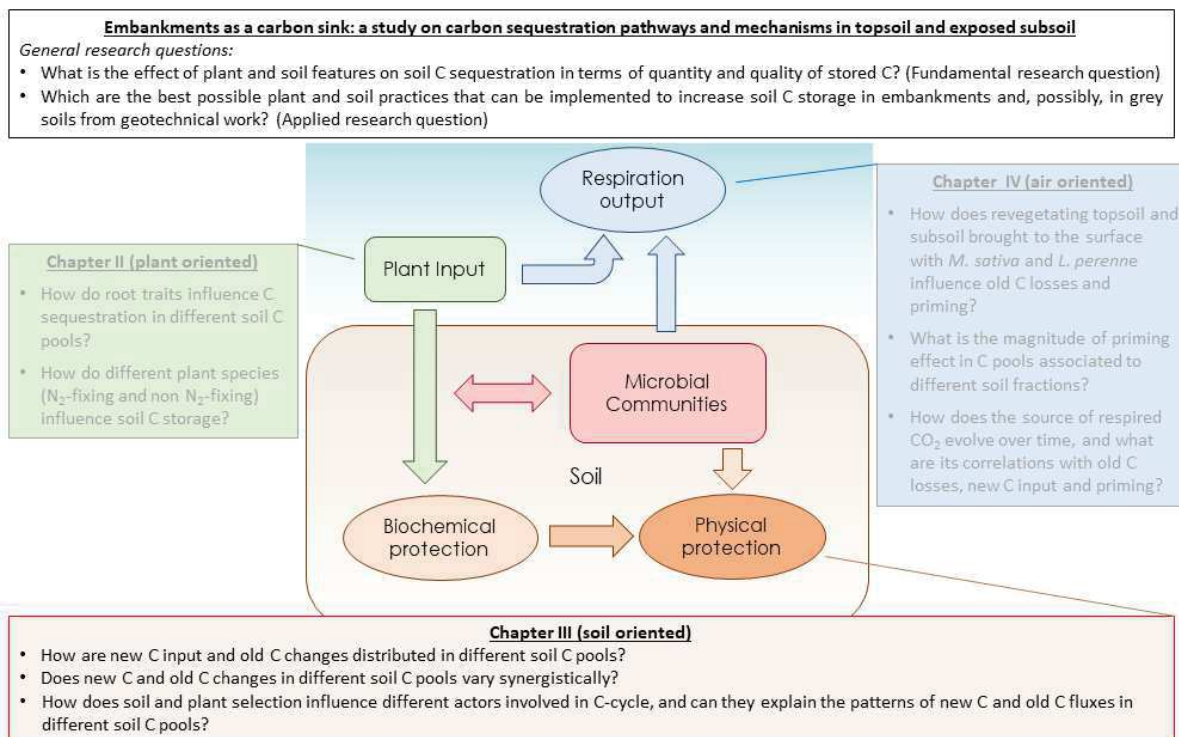 Embankments as a carbon sink: a study on carbon sequestration pathways and mechanisms in topsoil and exposed subsoil
General research questions:
• What is the effect of plant and soil features on soil C sequestration in terms of quantity and quality of stored C? (Fundamental research question)
• Which are the best possible plant and soil practices that can be implemented to increase soil C storage in embankments and, possibly, in grey
soils from geotechnical work? (Applied research question)
Respiration
output
Plant Input
Microbial
Communities
Soil
Biochemical
protection
Physical
protection
Chapter II (plant oriented)
• How do root traits influence C
sequestration in different soil C
pools?
• How do different plant species
(N₂-fixing and non N₂-fixing)
influence soil C storage?
Chapter IV (air oriented)
• How does revegetating topsoil and
subsoil brought to the surface
with M. sativa and L. perenne
influence old C losses and
priming?
• What is the magnitude of priming
effect in C pools associated to
different soil fractions?
• How does the source of respired
CO₂ evolve over time, and what
are its correlations with old C
losses, new C input and priming?
Chapter III (soil oriented)
• How are new C input and old C changes distributed in different soil C pools?
• Does new C and old C changes in different soil C pools vary synergistically?
• How does soil and plant selection influence different actors involved in C-cycle, and can they explain the patterns of new C and old C fluxes in
different soil C pools?